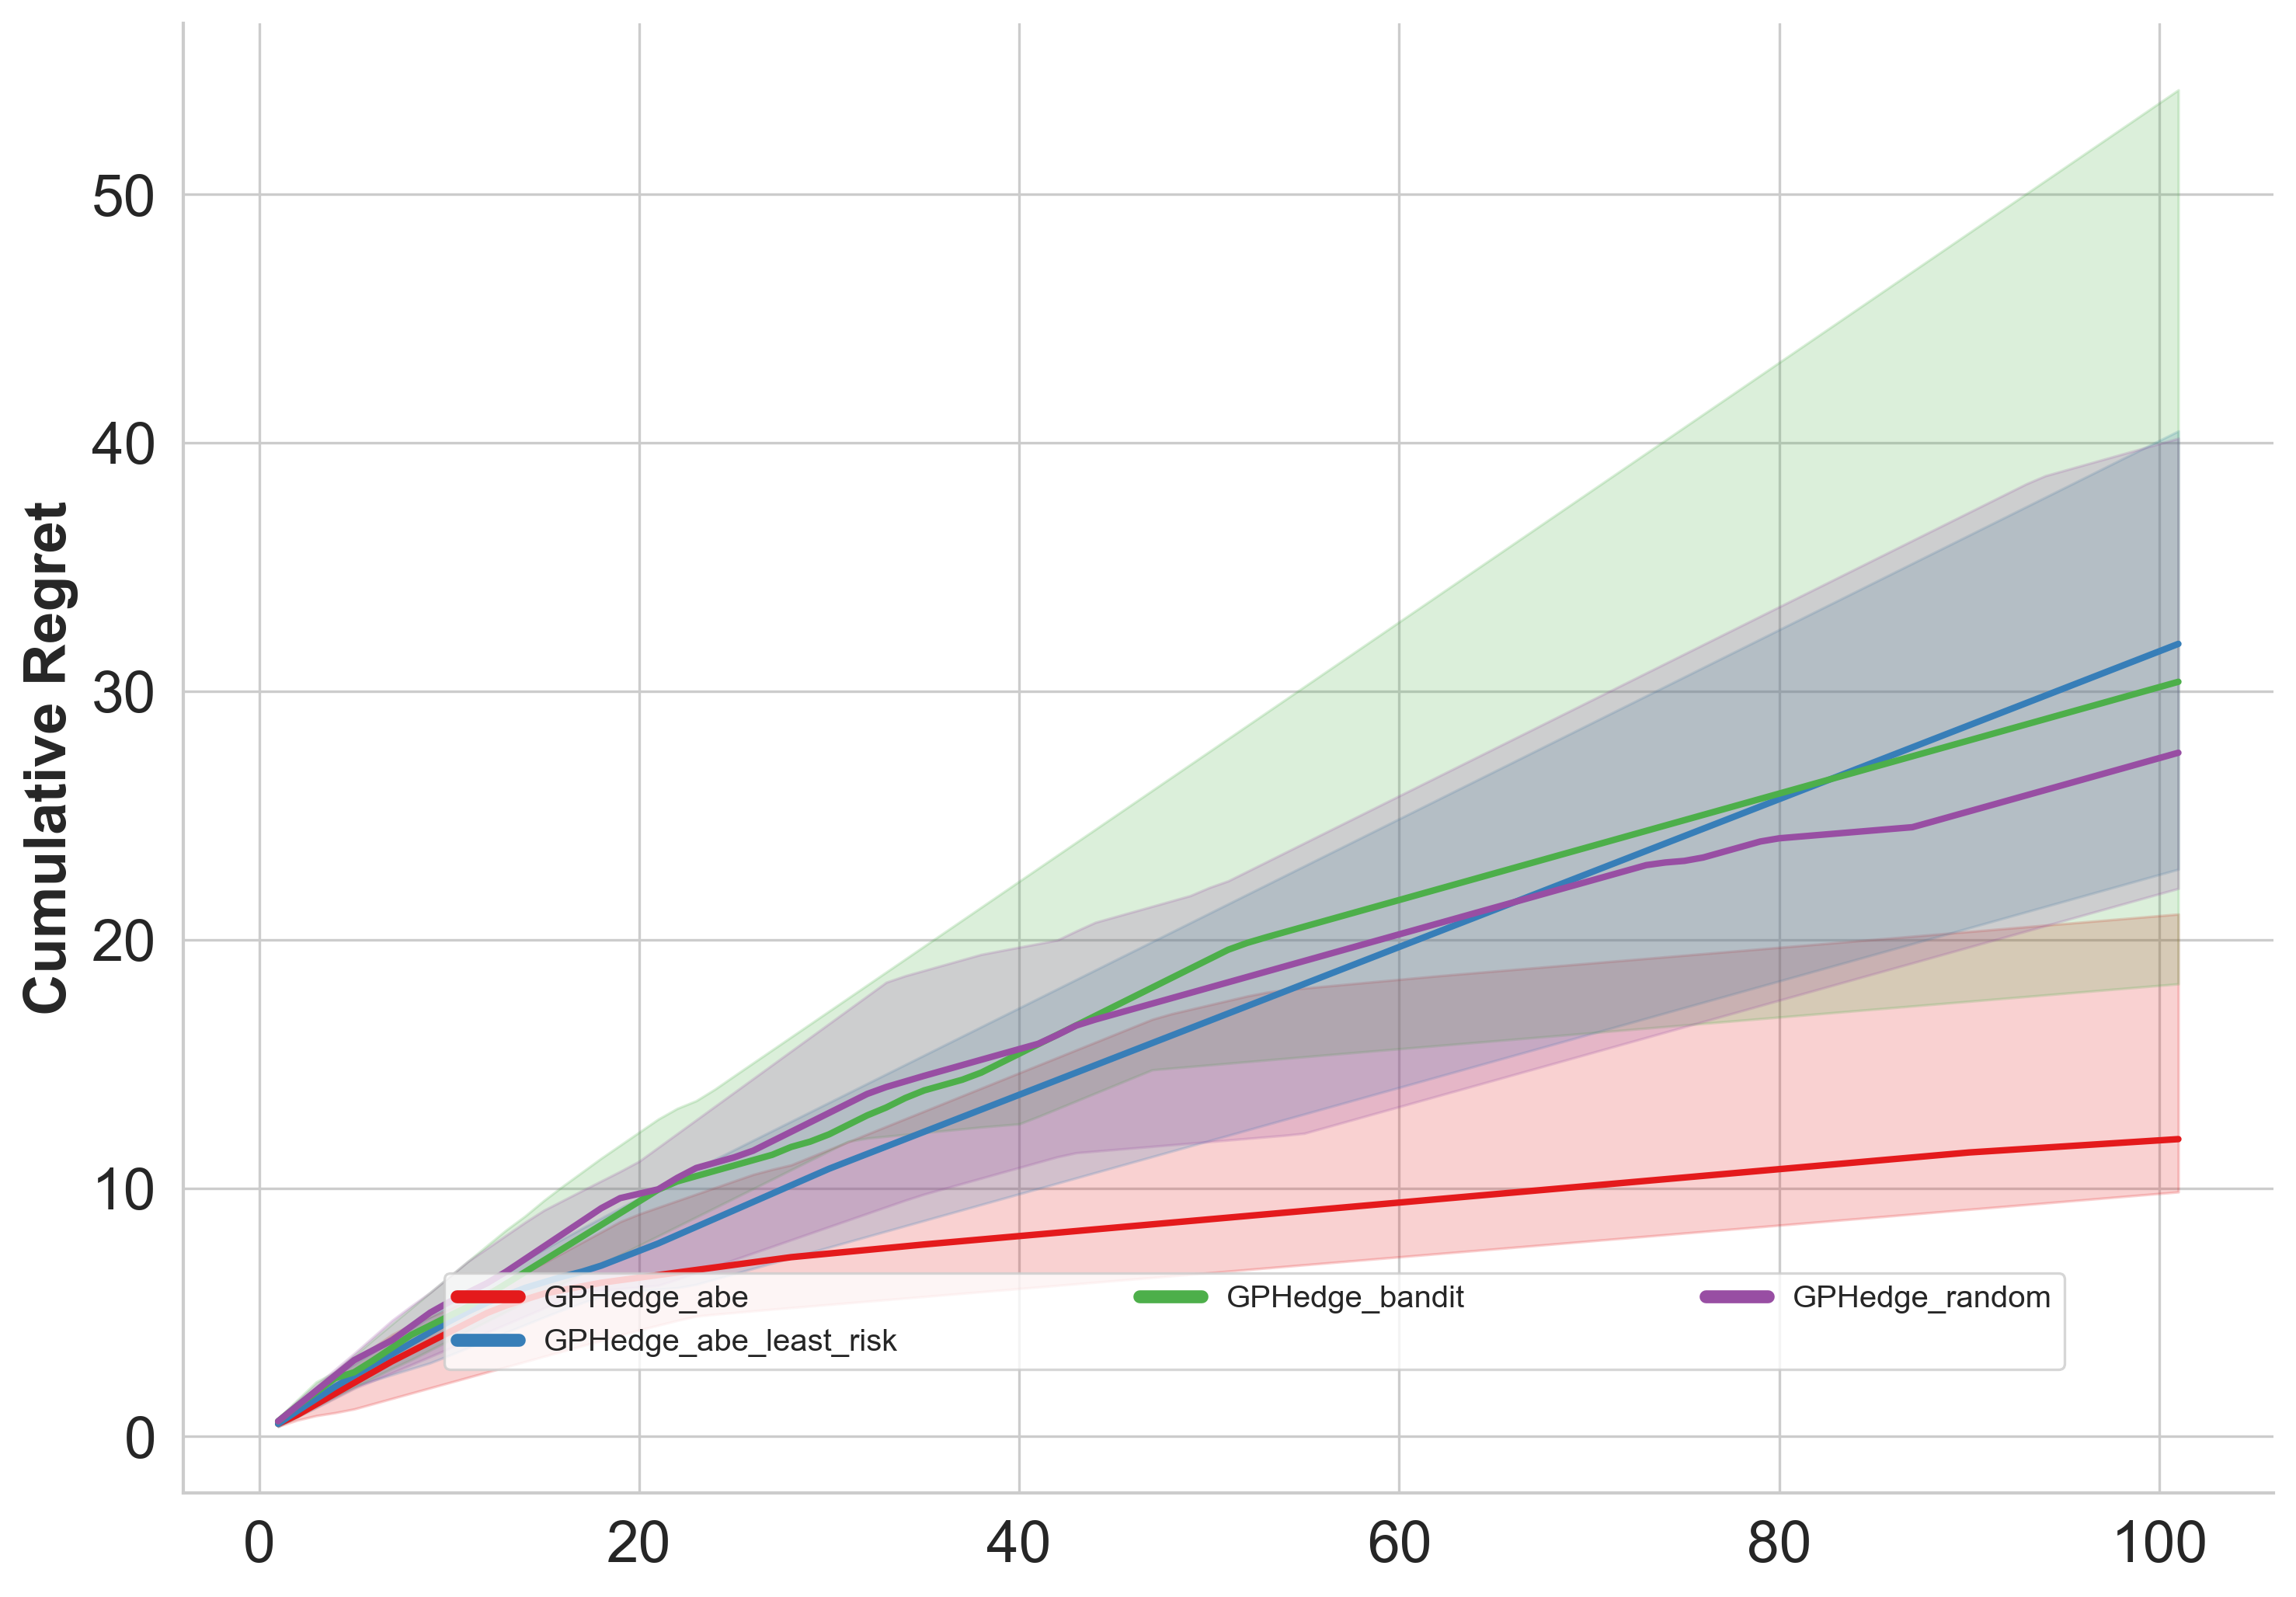 Cumulative Regret
50
40
30
20
10
0
GPHedge_abe
GPHedge_abe_least_risk
GPHedge_bandit
GPHedge_random
0 20 40 60 80 100